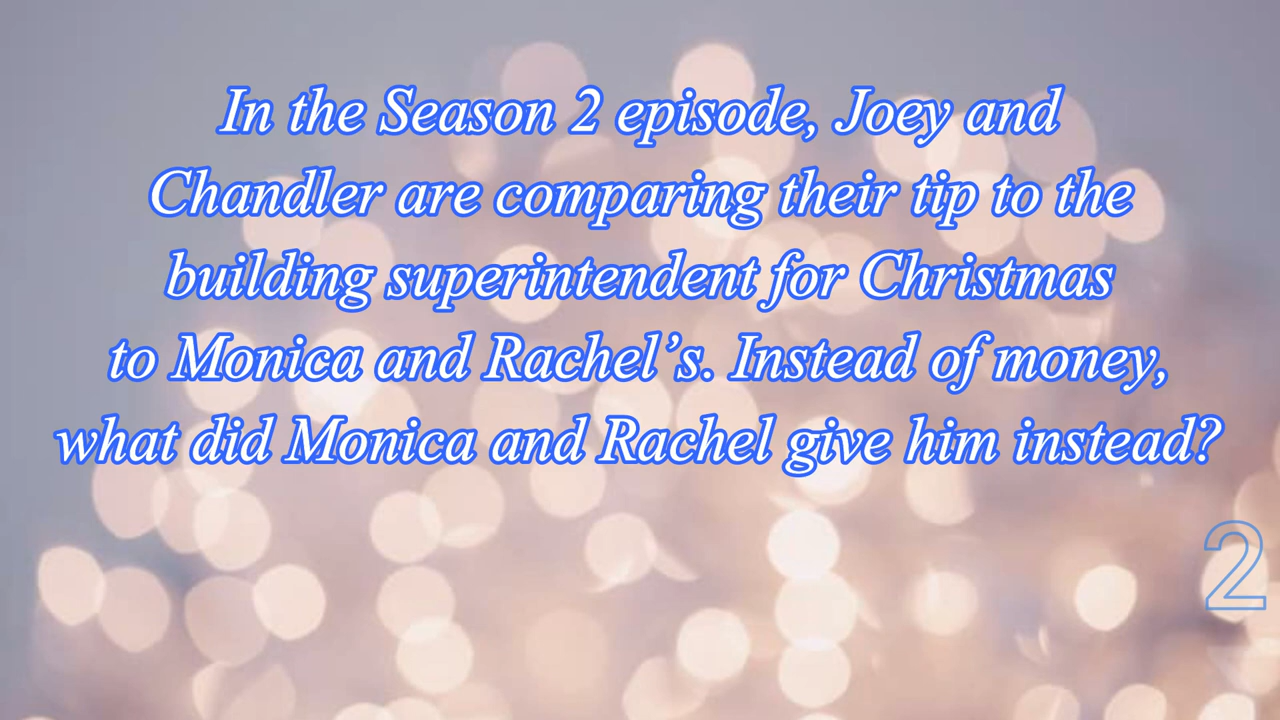 In the Season 2 episode, Joey and
Chandler are comparing their tip to the
building superintendent for Christmas
to Monica and Rachel’s. Instead of money,
what did Monica and Rachel give him instead?
2